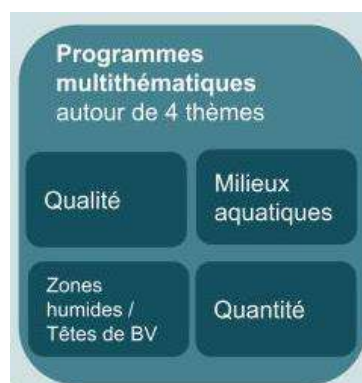 Programmes
multithématiques
autour de 4 thèmes
Qualité
Milieux
aquatiques
Zones
humides /
Têtes de BV
Quantité